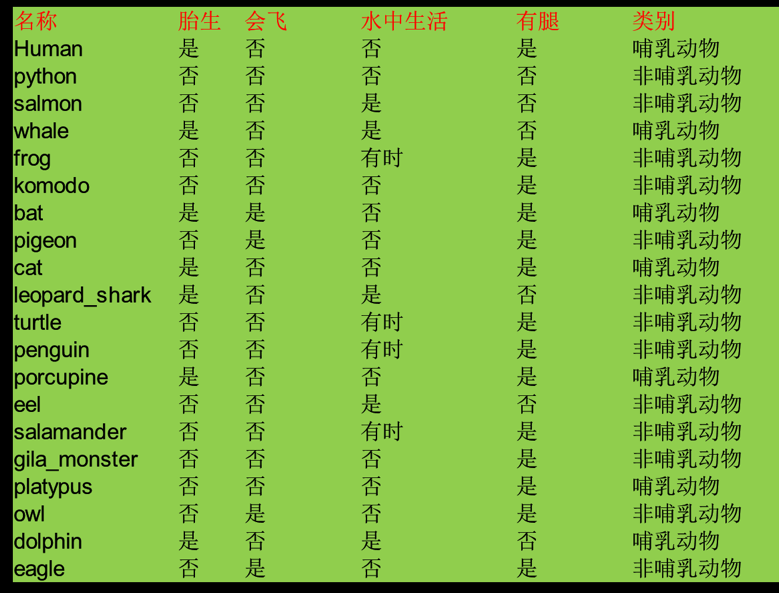 名称 胎生 会飞 水中生活 有腿 类别
Human 是 否 否 是 哺乳动物
python 否 否 否 否 非哺乳动物
salmon 否 否 是 否 非哺乳动物
whale 是 否 是 否 哺乳动物
frog 否 否 有时 是 非哺乳动物
komodo 否 否 否 是 非哺乳动物
bat 是 是 否 是 哺乳动物
pigeon 否 是 否 是 非哺乳动物
cat 是 否 否 是 哺乳动物
leopard_shark 是 否 是 否 非哺乳动物
turtle 否 否 有时 是 非哺乳动物
penguin 否 否 有时 是 非哺乳动物
porcupine 是 否 否 是 哺乳动物
eel 否 否 是 否 非哺乳动物
salamander 否 否 有时 是 非哺乳动物
gila_monster 否 否 否 是 非哺乳动物
platypus 否 否 否 是 哺乳动物
owl 否 是 否 是 非哺乳动物
dolphin 是 否 是 否 哺乳动物
eagle 否 是 否 是 非哺乳动物